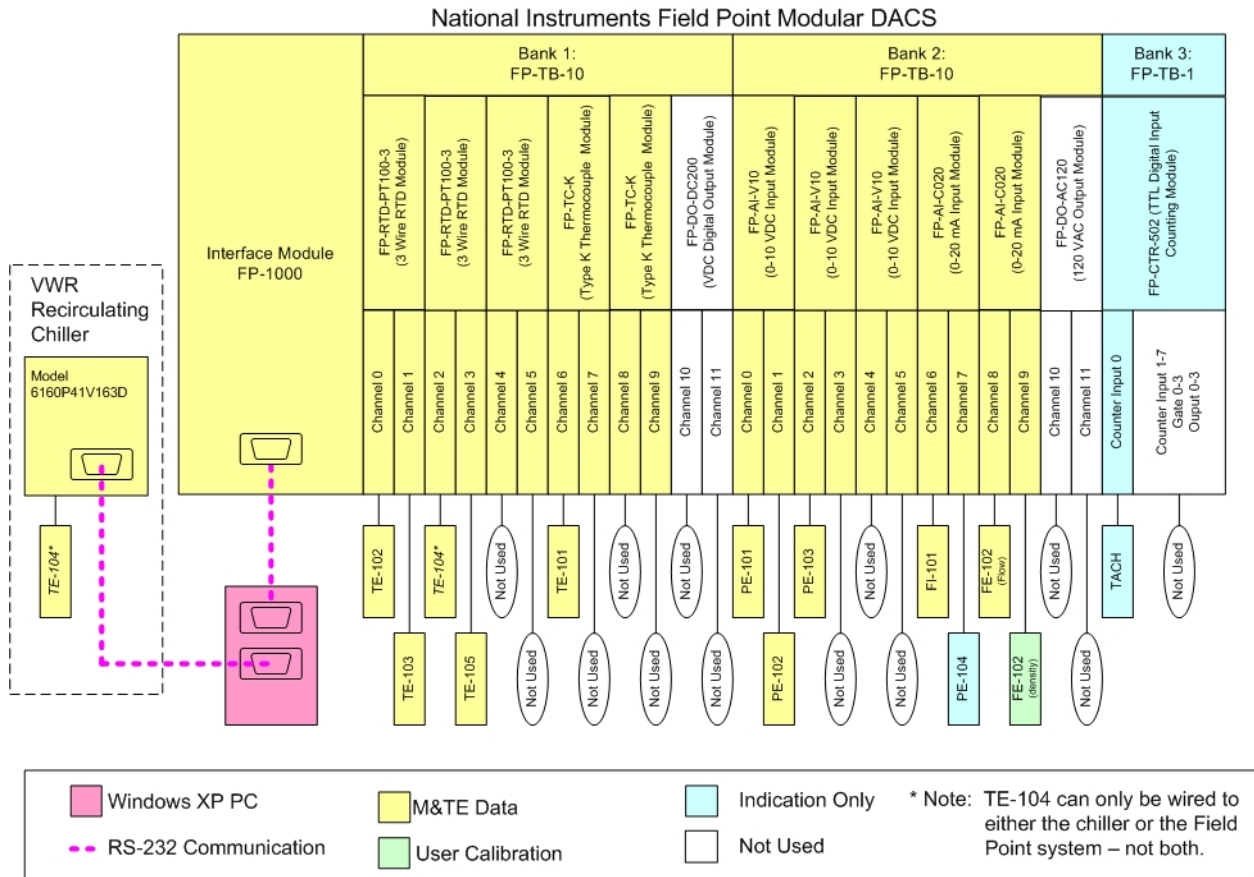 National Instruments Field Point Modular DACS
Bank 1:
FP-TB-10
Bank 2:
FP-TB-10
Bank 3:
FP-TB-1
Interface Module
FP-1000
FP-RTD-PT100-3
(3 Wire RTD Module)
FP-RTD-PT100-3
(3 Wire RTD Module)
FP-RTD-PT100-3
(3 Wire RTD Module)
FP-TC-K
(Type K Thermocouple Module)
FP-TC-K
(Type K Thermocouple Module)
FP-DO-DC200
(VDC Digital Output Module)
FP-AI-V10
(0-10 VDC Input Module)
FP-AI-V10
(0-10 VDC Input Module)
FP-AI-V10
(0-10 VDC Input Module)
FP-AI-C020
(0-20 mA Input Module)
FP-AI-C020
(0-20 mA Input Module)
FP-DO-AC120
(120 VAC Output Module)
FP-CTR-502 (TTL Digital Input
Counting Module)
VWR
Recirculating
Chiller
Model
6160P41V163D
Channel 0
Channel 1
Channel 2
Channel 3
Channel 4
Channel 5
Channel 6
Channel 7
Channel 8
Channel 9
Channel 10
Channel 11
Channel 0
Channel 1
Channel 2
Channel 3
Channel 4
Channel 5
Channel 6
Channel 7
Channel 8
Channel 9
Channel 10
Channel 11
Counter Input 0
Counter Input 1-7
Gate 0-3
Ouput 0-3
TE-104*
TE-102
TE-104*
Not Used
TE-101
Not Used
Not Used
PE-101
PE-103
Not Used
FI-101
FE-102
(Flow)
Not Used
TACH
Not Used
TE-103
TE-105
Not Used
Not Used
Not Used
Not Used
PE-102
Not Used
Not Used
PE-104
FE-102
(density)
Not Used
Windows XP PC
RS-232 Communication
M&TE Data
User Calibration
Indication Only
Not Used
* Note: TE-104 can only be wired to
either the chiller or the Field
Point system – not both.